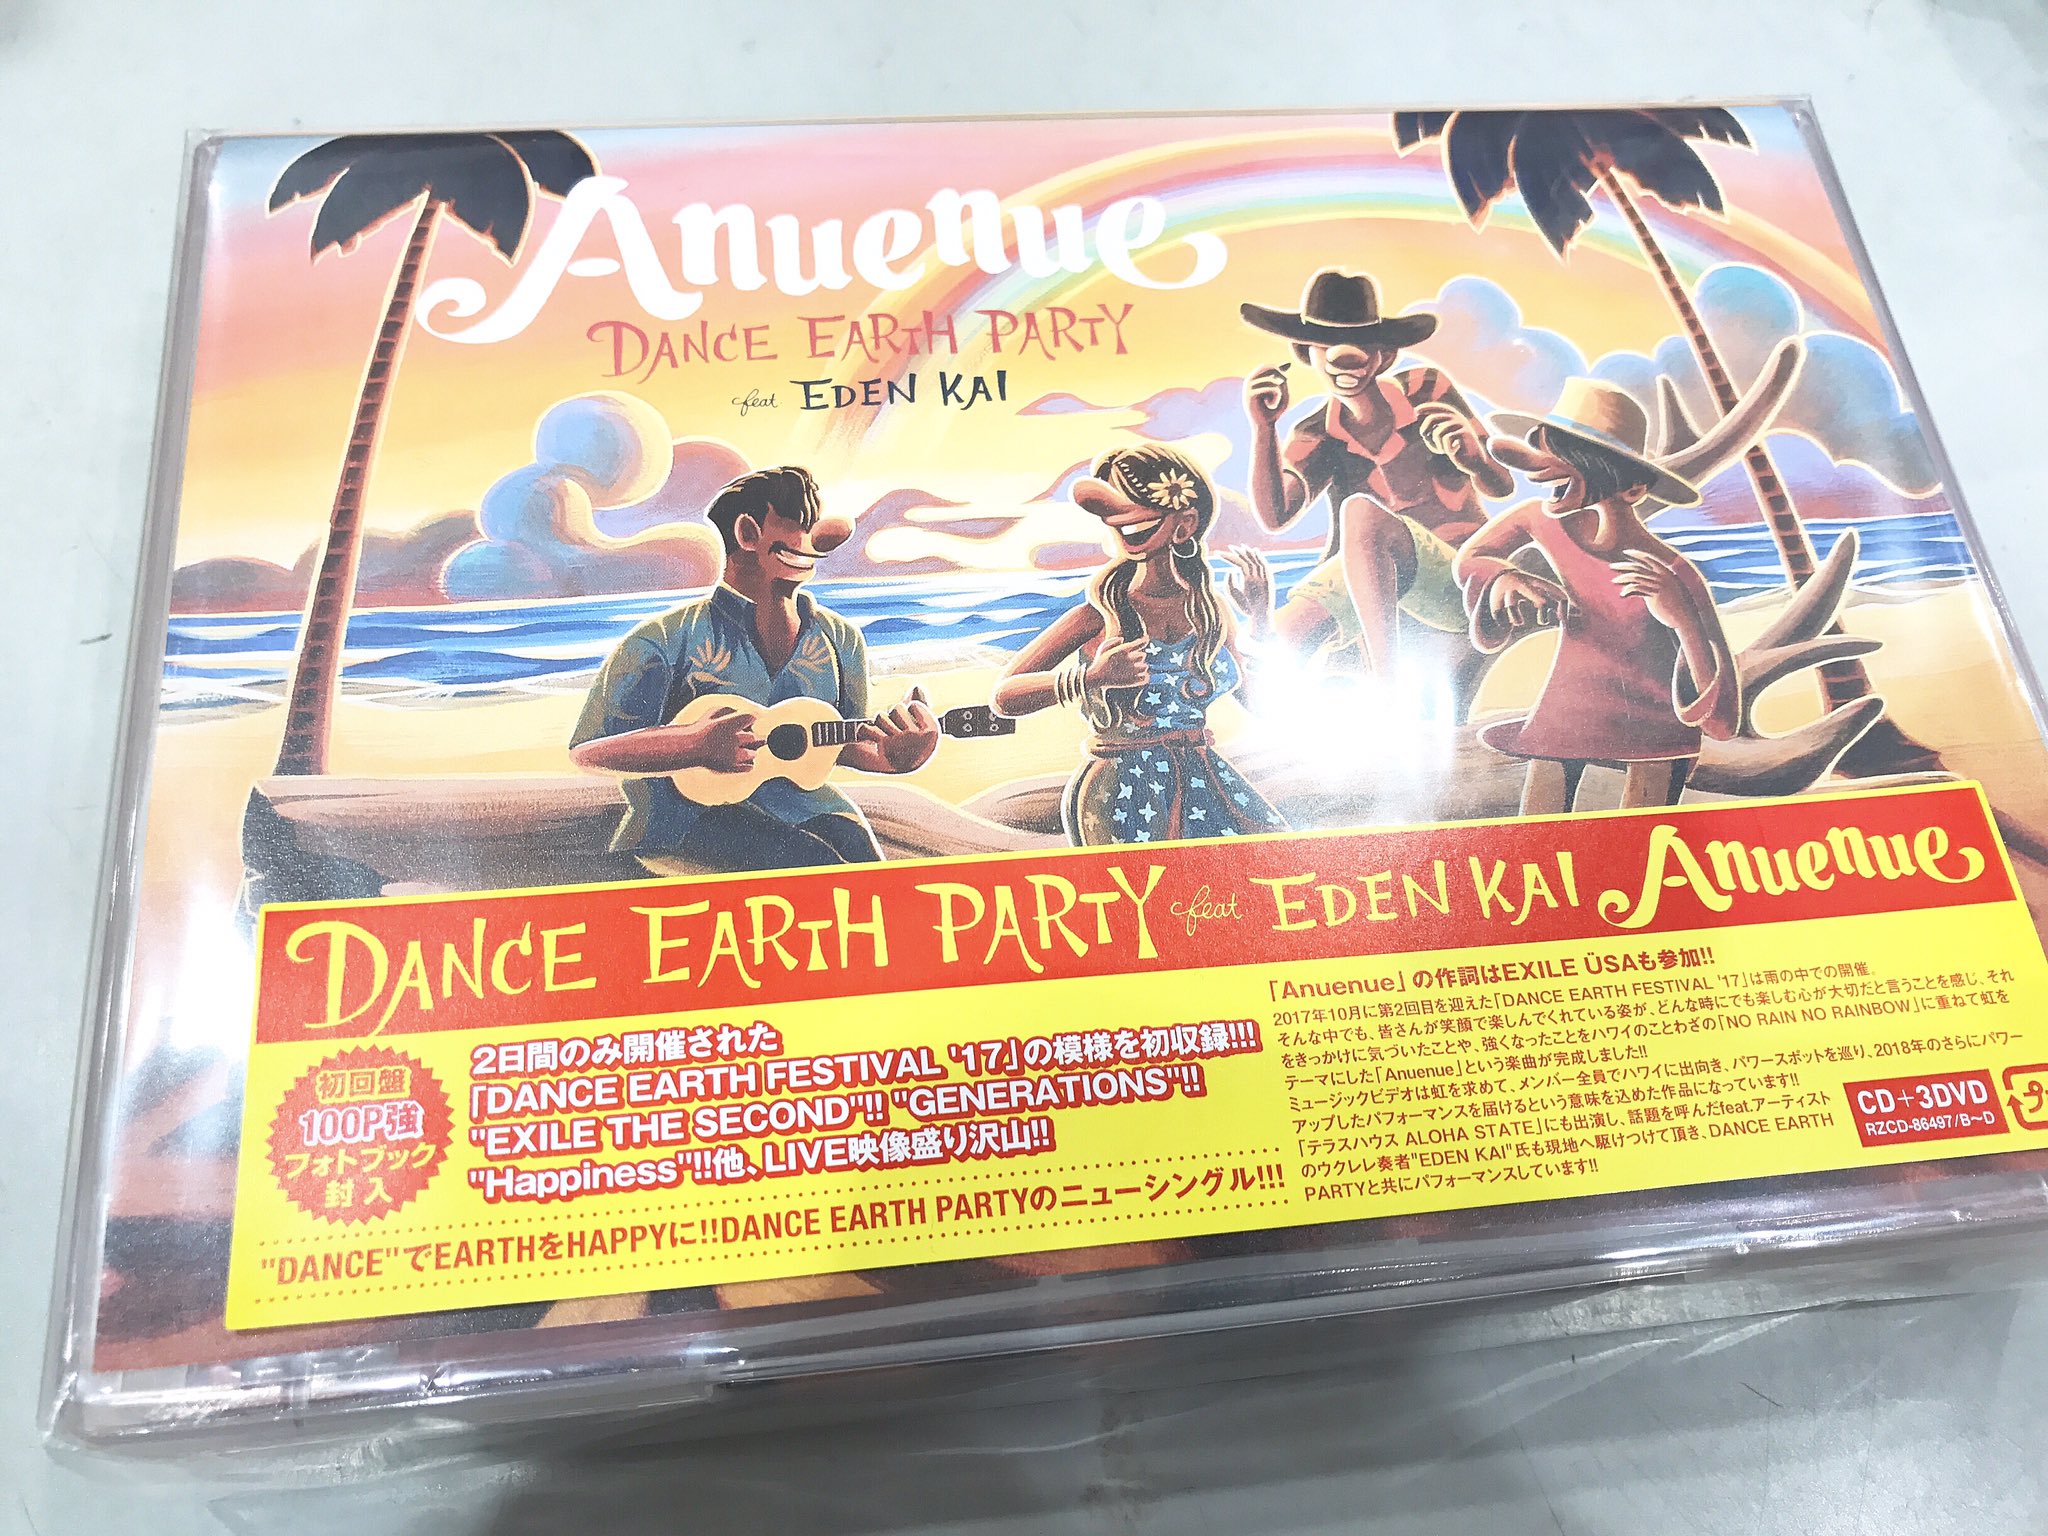 Anuenue
DANCE EARTH PARTY
feat EDEN KAI
DANCE EARTH PARTY feat EDEN KAI Anuenue
初回盤
100P強
フォトブック
封入
2日間のみ開催された
「DANCE EARTH FESTIVAL '17」の模様を初収録!!!
"EXILE THE SECOND"!! "GENERATIONS"!!
"Happiness"!!他、LIVE映像盛り沢山!!
"DANCE"でEARTHをHAPPYに!!DANCE EARTH PARTYのニューシングル!!!
「Anuenue」の作詞はEXILE ÜSAも参加!!
2017年10月に第2回目を迎えた「DANCE EARTH FESTIVAL '17」は雨の中での開催。
そんな中でも、皆さんが笑顔で楽しんでくれている姿が、どんな時にでも楽しむ心が大切だと言うことを感じ、それ
をきっかけに気づいたことや、強くなったことをハワイのことわざの「NO RAIN NO RAINBOW」に重ねて虹を
テーマにした「Anuenue」という楽曲が完成しました!!
ミュージックビデオは虹を求めて、メンバー全員でハワイに出向き、パワースポットを巡り、2018年のさらにパワー
アップしたパフォーマンスを届けるという意味を込めた作品になっています!!
「テラスハウス ALOHA STATE」にも出演し、話題を呼んだfeat.アーティスト
のウクレレ奏者"EDEN KAI"氏も現地へ駆けつけて頂き、DANCE EARTH
PARTYと共にパフォーマンスしています!!
CD+3DVD
RZCD-86497/B~D
プ